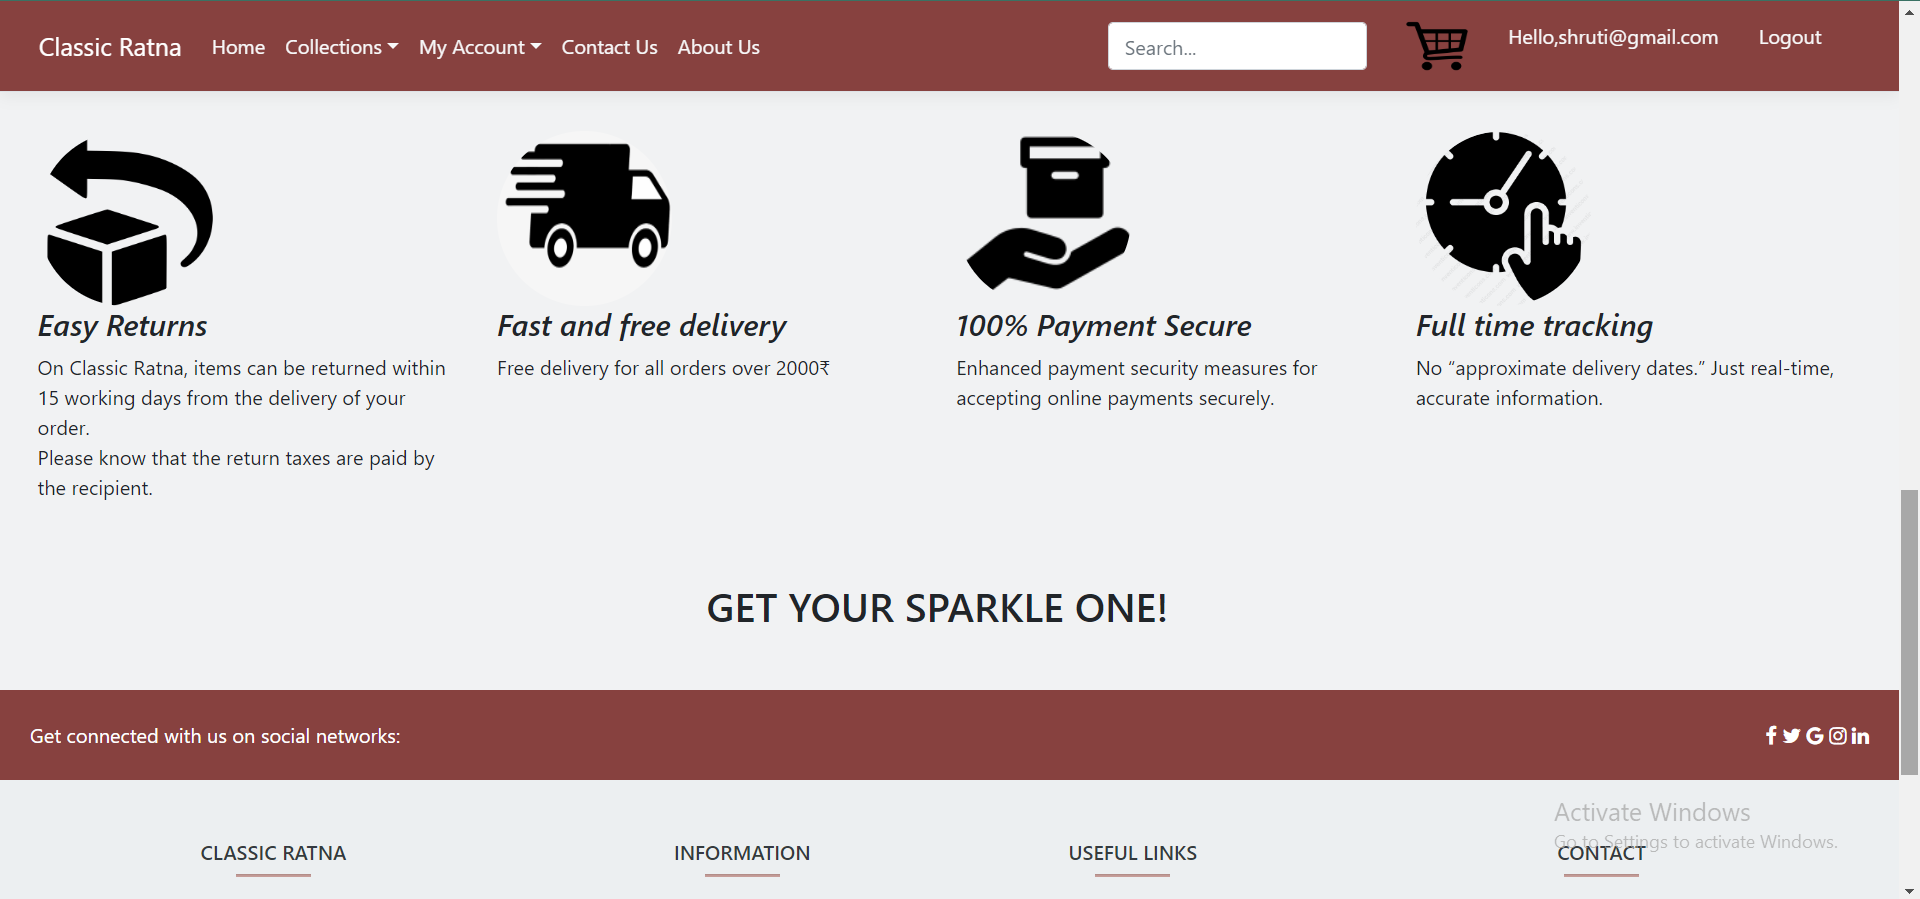 Classic Ratna Home Collections My Account Contact Us About Us Search... Hello,shruti@gmail.com Logout
Easy Returns
On Classic Ratna, items can be returned within
15 working days from the delivery of your
order.
Please know that the return taxes are paid by
the recipient.
Fast and free delivery
Free delivery for all orders over 2000₹
100% Payment Secure
Enhanced payment security measures for
accepting online payments securely.
Full time tracking
No “approximate delivery dates.” Just real-time,
accurate information.
GET YOUR SPARKLE ONE!
Get connected with us on social networks:
Activate Windows
Go to Settings to activate Windows.
CLASSIC RATNA INFORMATION USEFUL LINKS CONTACT